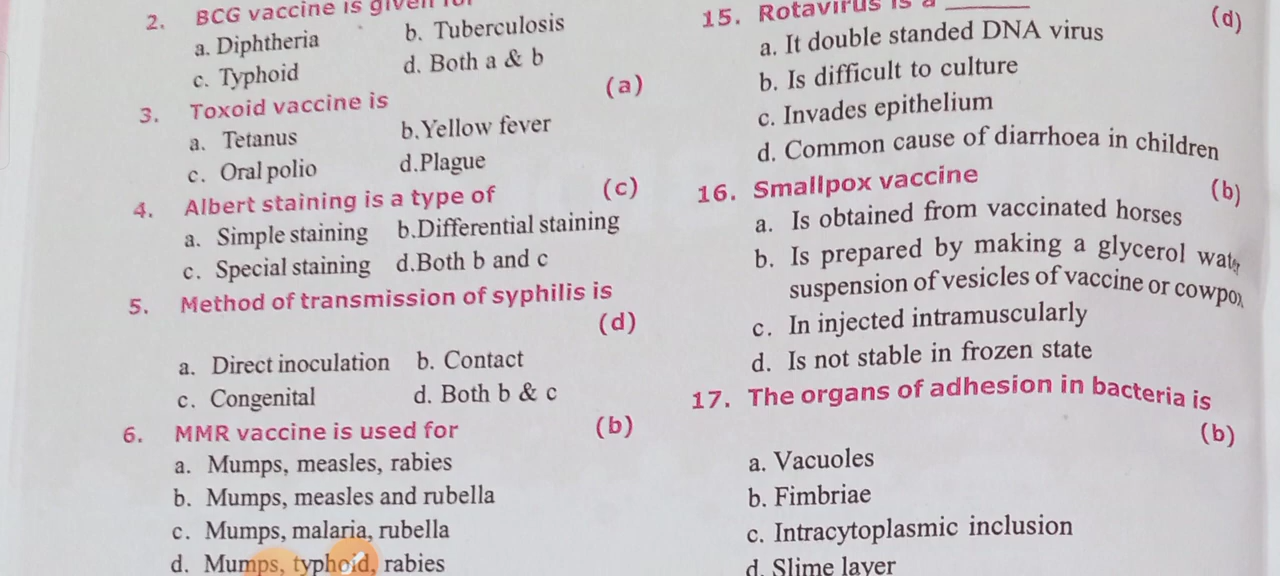 2. BCG vaccine is given for
a. Diphtheria b. Tuberculosis
c. Typhoid d. Both a & b
3. Toxoid vaccine is (a)
a. Tetanus b.Yellow fever
c. Oral polio d.Plague
4. Albert staining is a type of (c)
a. Simple staining b.Differential staining
c. Special staining d.Both b and c
5. Method of transmission of syphilis is
(d)
a. Direct inoculation b. Contact
c. Congenital d. Both b & c
6. MMR vaccine is used for (b)
a. Mumps, measles, rabies
b. Mumps, measles and rubella
c. Mumps, malaria, rubella
d. Mumps, typhoid, rabies
15. Rotavirus is a ______ (d)
a. It double standed DNA virus
b. Is difficult to culture
c. Invades epithelium
d. Common cause of diarrhoea in children
16. Smallpox vaccine (b)
a. Is obtained from vaccinated horses
b. Is prepared by making a glycerol water
suspension of vesicles of vaccine or cowpox
c. In injected intramuscularly
d. Is not stable in frozen state
17. The organs of adhesion in bacteria is
(b)
a. Vacuoles
b. Fimbriae
c. Intracytoplasmic inclusion
d. Slime layer